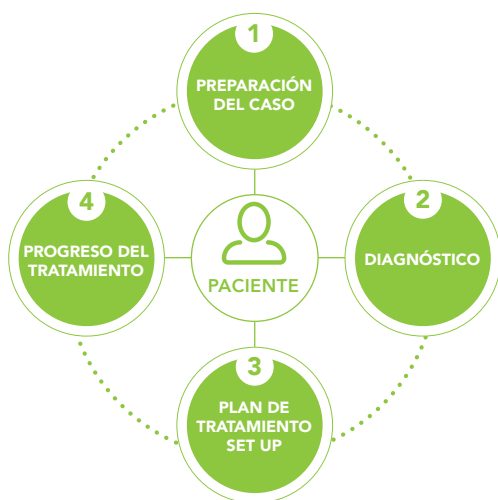 1
PREPARACIÓN
DEL CASO
2
DIAGNÓSTICO
3
PLAN DE
TRATAMIENTO
SET UP
4
PROGRESO DEL
TRATAMIENTO
PACIENTE